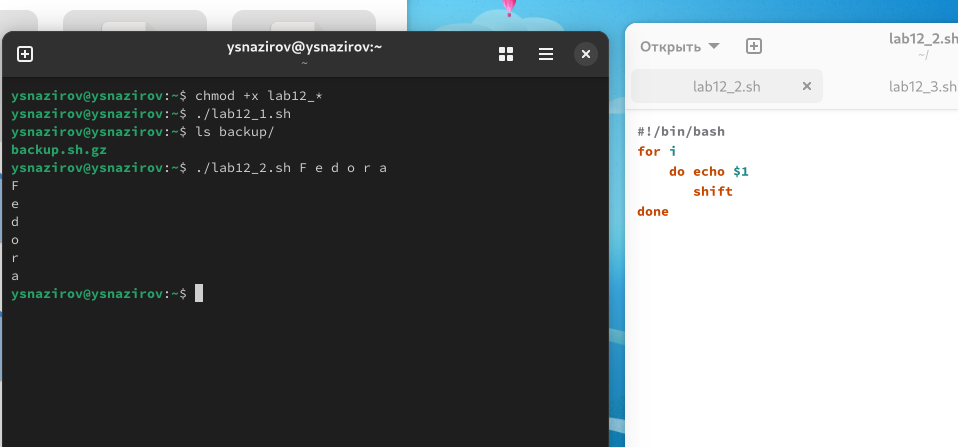 ysnazirov@ysnazirov:~
~
ysnazirov@ysnazirov:~$ chmod +x lab12_*
ysnazirov@ysnazirov:~$ ./lab12_1.sh
ysnazirov@ysnazirov:~$ ls backup/
backup.sh.gz
ysnazirov@ysnazirov:~$ ./lab12_2.sh F e d o r a
F
e
d
o
r
a
ysnazirov@ysnazirov:~$
Открыть
lab12_2.sh
~/
lab12_2.sh
lab12_3.sh
#!/bin/bash
for i
    do echo $1
       shift
done